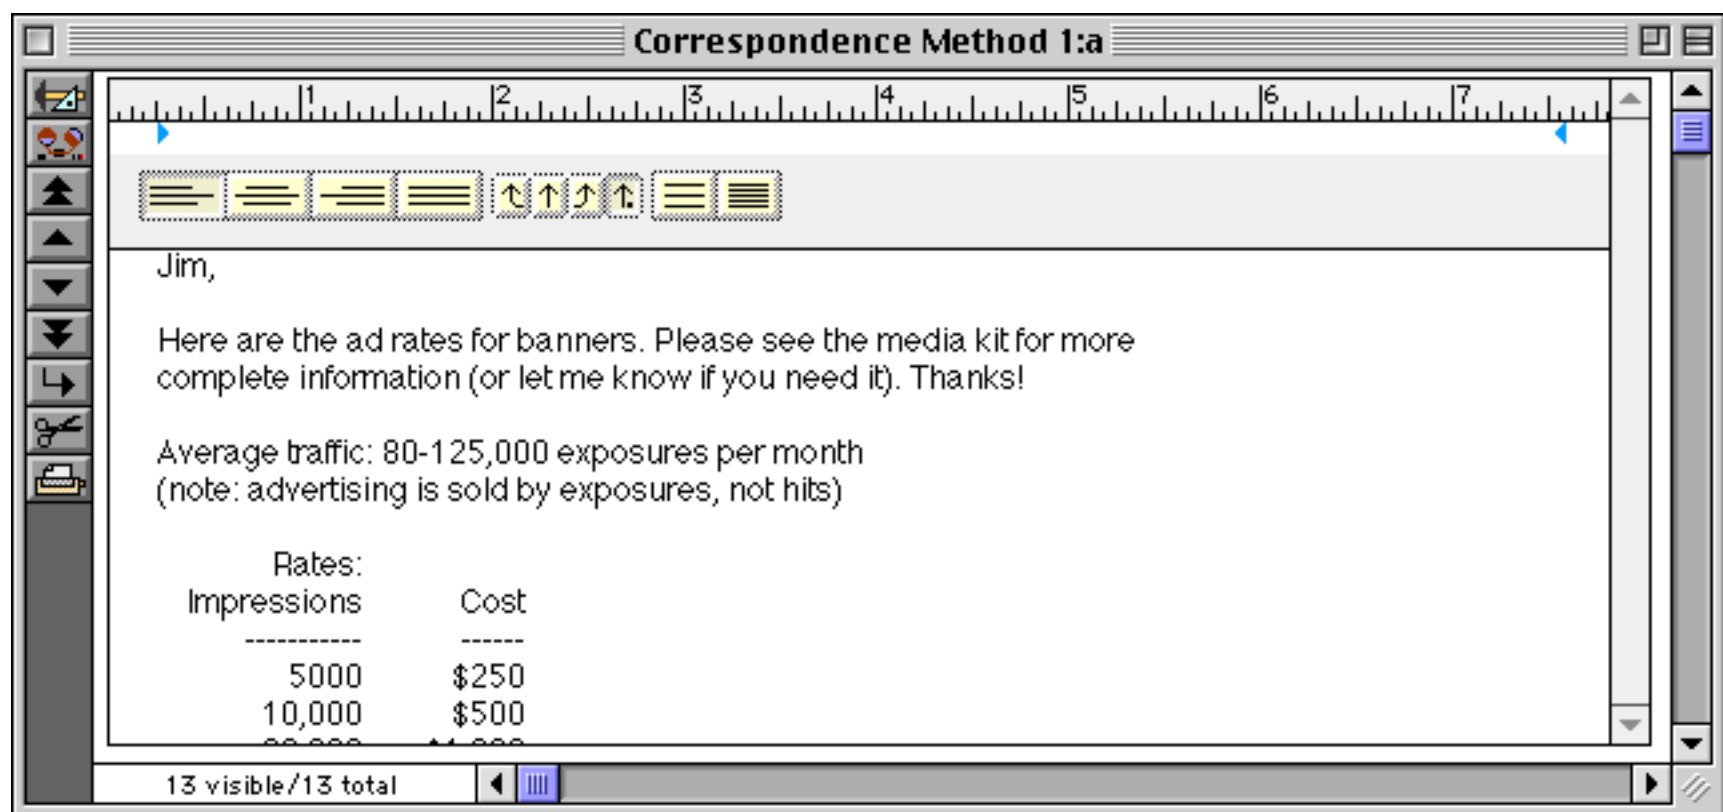 Correspondence Method 1:a
1 2 3 4 5 6 7
Jim,
Here are the ad rates for banners. Please see the media kit for more
complete information (or let me know if you need it). Thanks!
Average traffic: 80-125,000 exposures per month
(note: advertising is sold by exposures, not hits)
Rates:
Impressions Cost
----------- ------
5000 $250
10,000 $500
13 visible/13 total